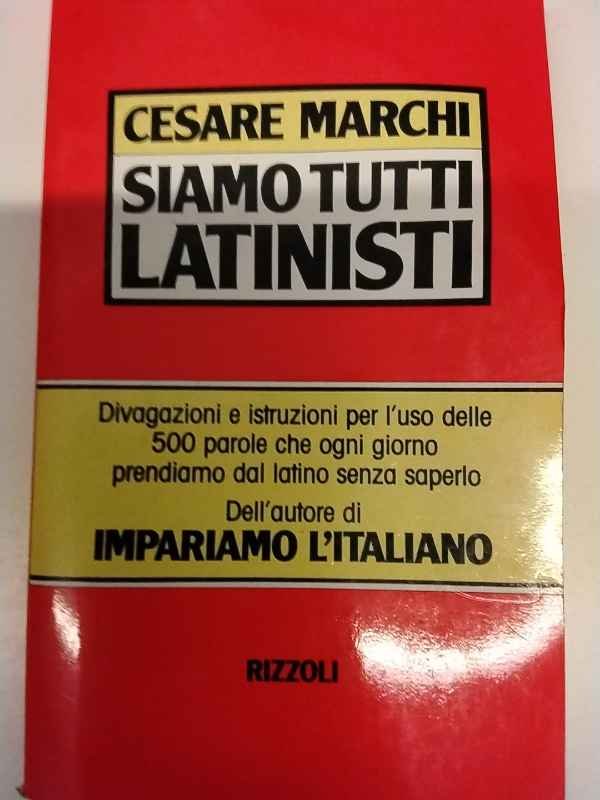 CESARE MARCHI
SIAMO TUTTI
LATINISTI
Divagazioni e istruzioni per l'uso delle
500 parole che ogni giorno
prendiamo dal latino senza saperlo
Dell'autore di
IMPARIAMO L'ITALIANO
RIZZOLI